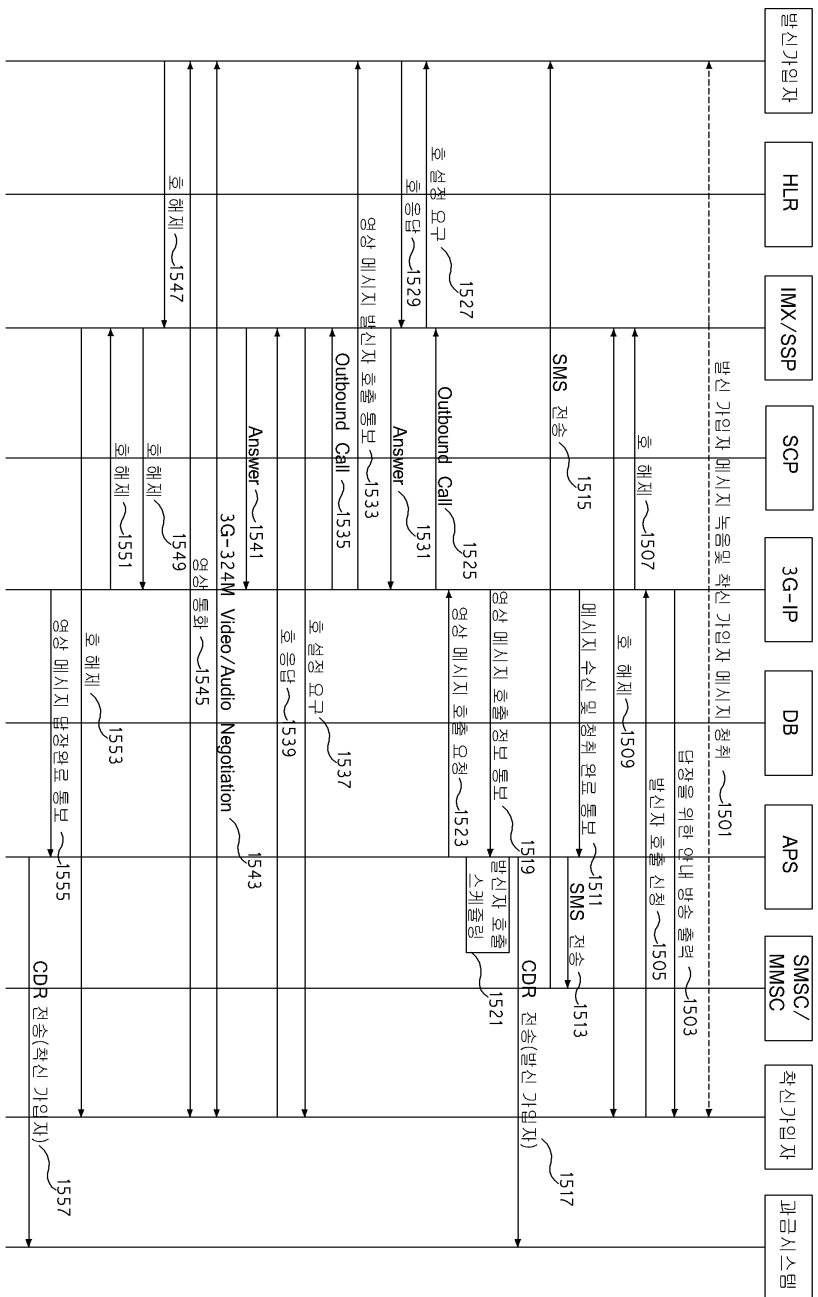 발신가입자
HLR
IMX/SSP
SCP
3G-IP
DB
APS
SMSC/
MMSC
착신가입자
과금시스템
발신 가입자 메시지 녹음및 착신 가입자 메시지 청취 1501
답장을 위한 안내 방송 출력 1503
발신자 호출 신청 1505
호 해제 1507
호 해제 1509
메시지 수신 및 청취 완료 통보 1511
SMS 전송 1513
SMS 전송 1515
CDR 전송(발신 가입자) 1517
영상 메시지 호출 정보 통보 1519
발신자 호출
스케줄링
1521
영상 메시지 호출 요청 1523
Outbound Call 1525
호 설정 요구 1527
호 응답 1529
Answer 1531
영상 메시지 발신자 호출 통보 1533
Outbound Call 1535
호 설정 요구 1537
호 응답 1539
Answer 1541
3G-324M Video/Audio Negotiation 1543
영상 통화 1545
호 해제 1547
호 해제 1549
호 해제 1551
호 해제 1553
영상 메시지 답장완료 통보 1555
CDR 전송(착신 가입자) 1557